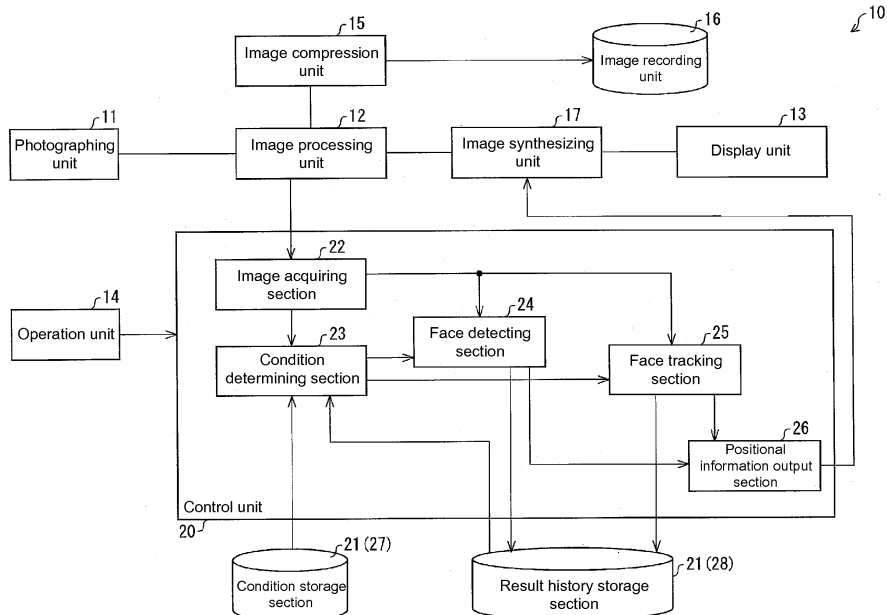 10
15
Image compression
unit
16
Image recording
unit
11
Photographing
unit
12
Image processing
unit
17
Image synthesizing
unit
13
Display unit
22
Image acquiring
section
14
Operation unit
23
Condition
determining section
24
Face detecting
section
25
Face tracking
section
26
Positional
information output
section
Control unit
20
21 (27)
Condition storage
section
21 (28)
Result history storage
section